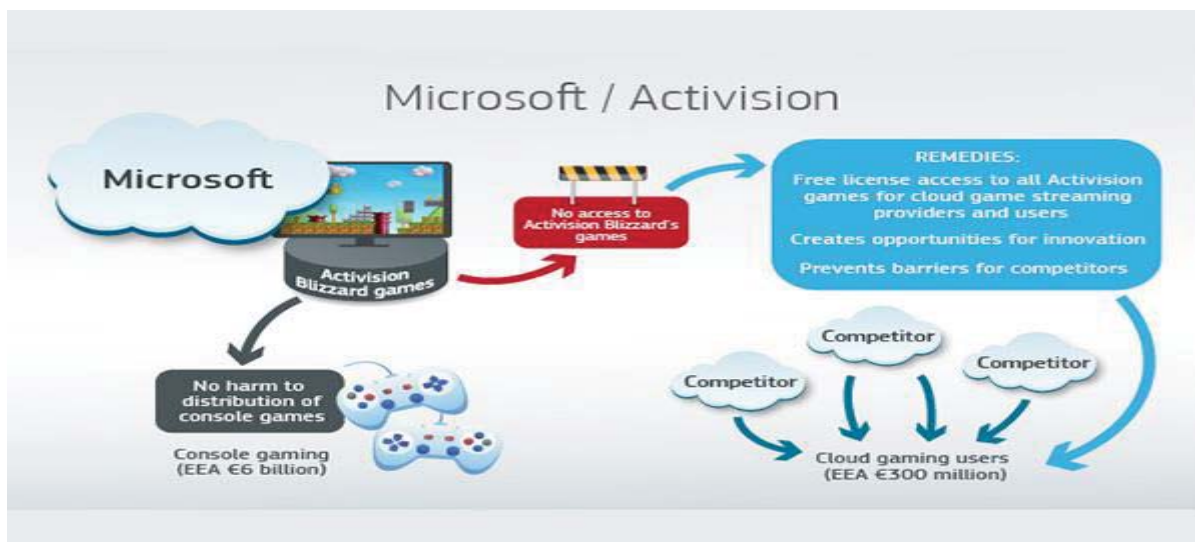 Microsoft / Activision
Microsoft
Activision
Blizzard games
No access to
Activision Blizzard's
games
REMEDIES:
Free license access to all Activision
games for cloud game streaming
providers and users
Creates opportunities for innovation
Prevents barriers for competitors
No harm to
distribution of
console games
Console gaming
(EEA €6 billion)
Competitor
Competitor
Competitor
Cloud gaming users
(EEA €300 million)